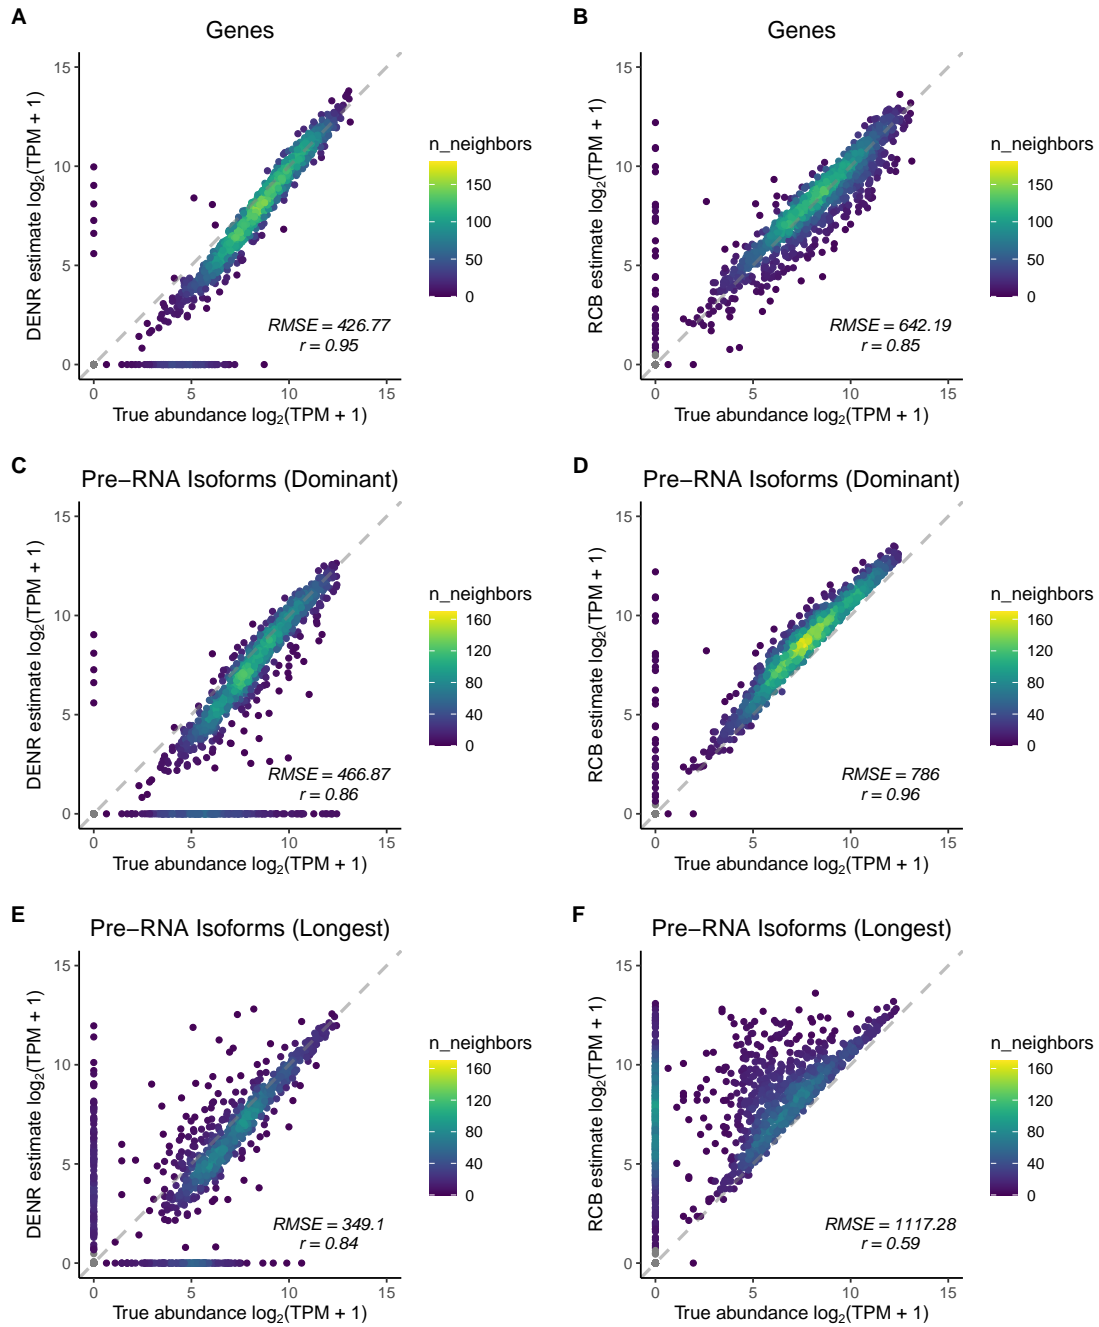 A
Genes
DENR estimate log2(TPM + 1)
15
10
5
0
0 5 10 15
True abundance log2(TPM + 1)
RMSE = 426.77
r = 0.95
n_neighbors
150
100
50
0
B
Genes
RCB estimate log2(TPM + 1)
15
10
5
0
0 5 10 15
True abundance log2(TPM + 1)
RMSE = 642.19
r = 0.85
n_neighbors
150
100
50
0
C
Pre−RNA Isoforms (Dominant)
DENR estimate log2(TPM + 1)
15
10
5
0
0 5 10 15
True abundance log2(TPM + 1)
RMSE = 466.87
r = 0.86
n_neighbors
160
120
80
40
0
D
Pre−RNA Isoforms (Dominant)
RCB estimate log2(TPM + 1)
15
10
5
0
0 5 10 15
True abundance log2(TPM + 1)
RMSE = 786
r = 0.96
n_neighbors
160
120
80
40
0
E
Pre−RNA Isoforms (Longest)
DENR estimate log2(TPM + 1)
15
10
5
0
0 5 10 15
True abundance log2(TPM + 1)
RMSE = 349.1
r = 0.84
n_neighbors
160
120
80
40
0
F
Pre−RNA Isoforms (Longest)
RCB estimate log2(TPM + 1)
15
10
5
0
0 5 10 15
True abundance log2(TPM + 1)
RMSE = 1117.28
r = 0.59
n_neighbors
160
120
80
40
0